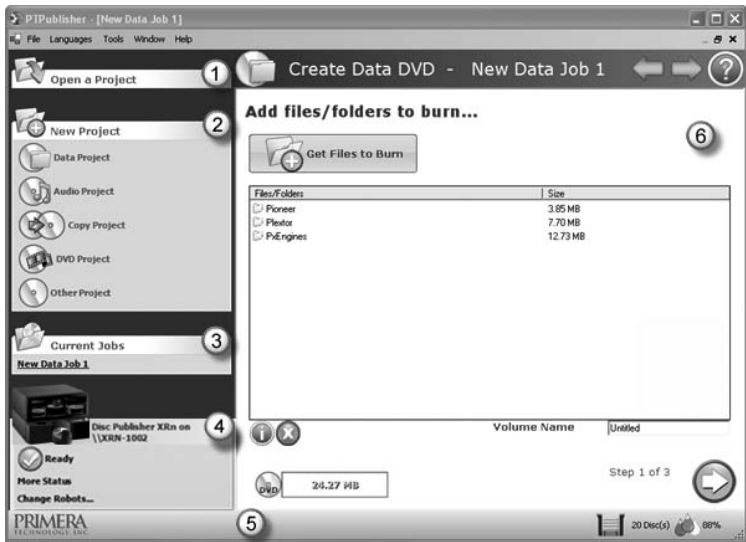 PTPublisher - [New Data Job 1]
File Languages Tools Window Help
Open a Project
1
New Project
2
Data Project
Audio Project
Copy Project
DVD Project
Other Project
Current Jobs
3
New Data Job 1
Disc Publisher XRn on
\\XRN-1002
4
Ready
More Status
Change Robots...
PRIMERA
TECHNOLOGY INC.
5
Create Data DVD - New Data Job 1
?
Add files/folders to burn...
6
Get Files to Burn
Files/Folders Size
Pioneer 3.85 MB
Plextor 7.70 MB
PxEngines 12.73 MB
Volume Name Untitled
DVD 24.27 MB
Step 1 of 3
20 Disc(s) 88%